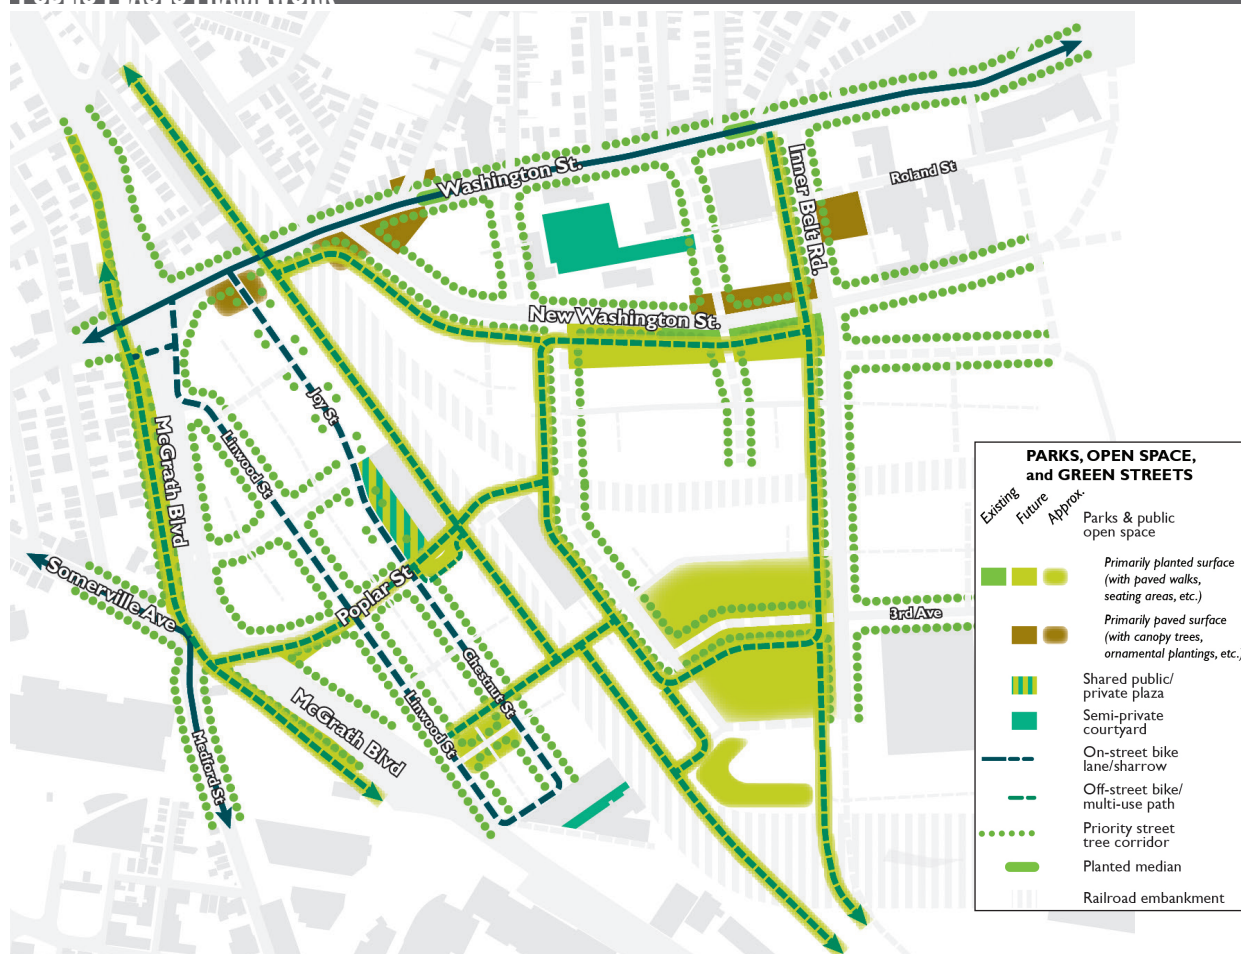 PUBLIC PLACES FRAMEWORK
Washington St.
Inner Belt Rd.
Roland St
New Washington St.
Joy St
Linwood St
McGrath Blvd
Somerville Ave
Poplar St
3rd Ave
Chestnut St
Linwood St
McGrath Blvd
Medford St
PARKS, OPEN SPACE,
and GREEN STREETS
Existing
Future
Approx.
Parks & public
open space
Primarily planted surface
(with paved walks,
seating areas, etc.)
Primarily paved surface
(with canopy trees,
ornamental plantings, etc.)
Shared public/
private plaza
Semi-private
courtyard
On-street bike
lane/sharrow
Off-street bike/
multi-use path
Priority street
tree corridor
Planted median
Railroad embankment